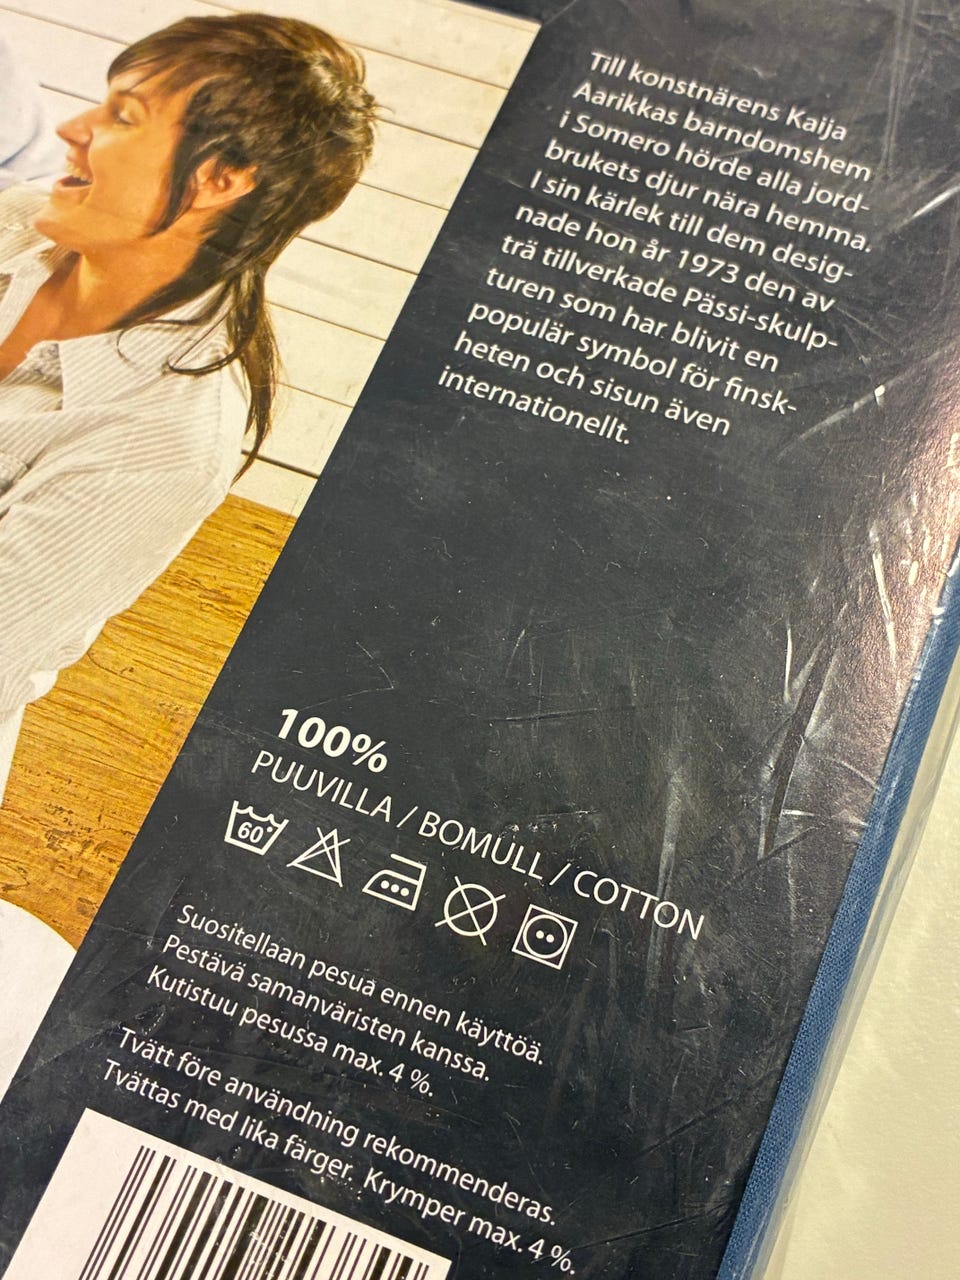 Till konstnärens Kaija
Aarikkas barndomshem
i Somero hörde alla jord-
brukets djur nära hemma.
I sin kärlek till dem desig-
nade hon år 1973 den av
trä tillverkade Pässi-skulp-
turen som har blivit en
populär symbol för finsk-
heten och sisun även
internationellt.
100%
PUUVILLA / BOMULL / COTTON
60
Suositellaan pesua ennen käyttöä.
Pestävä samanväristen kanssa.
Kutistuu pesussa max. 4 %.
Tvätt före användning rekommenderas.
Tvättas med lika färger. Krymper max. 4 %.